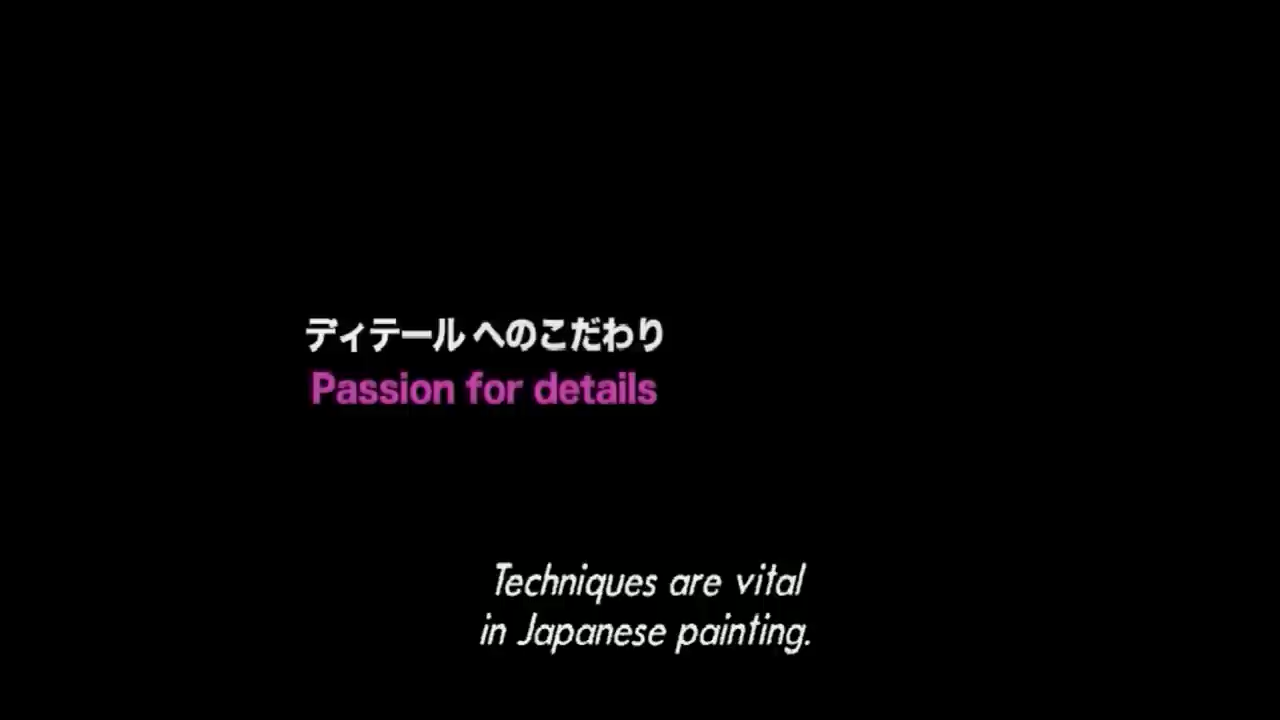 ディテール へのこだわり
Passion for details
Techniques are vital
in Japanese painting.